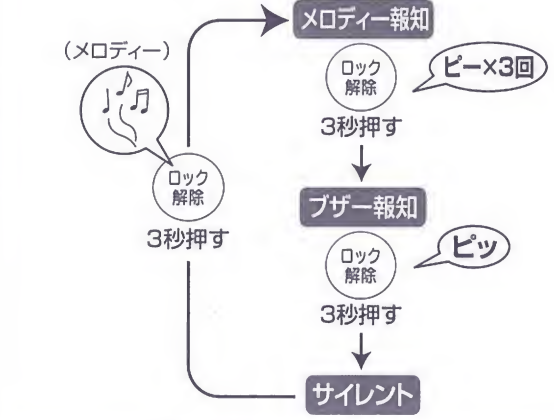 メロディー報知
(メロディー)
ロック
解除
ピー×3回
3秒押す
ロック
解除
3秒押す
ブザー報知
ロック
解除
ピッ
3秒押す
サイレント